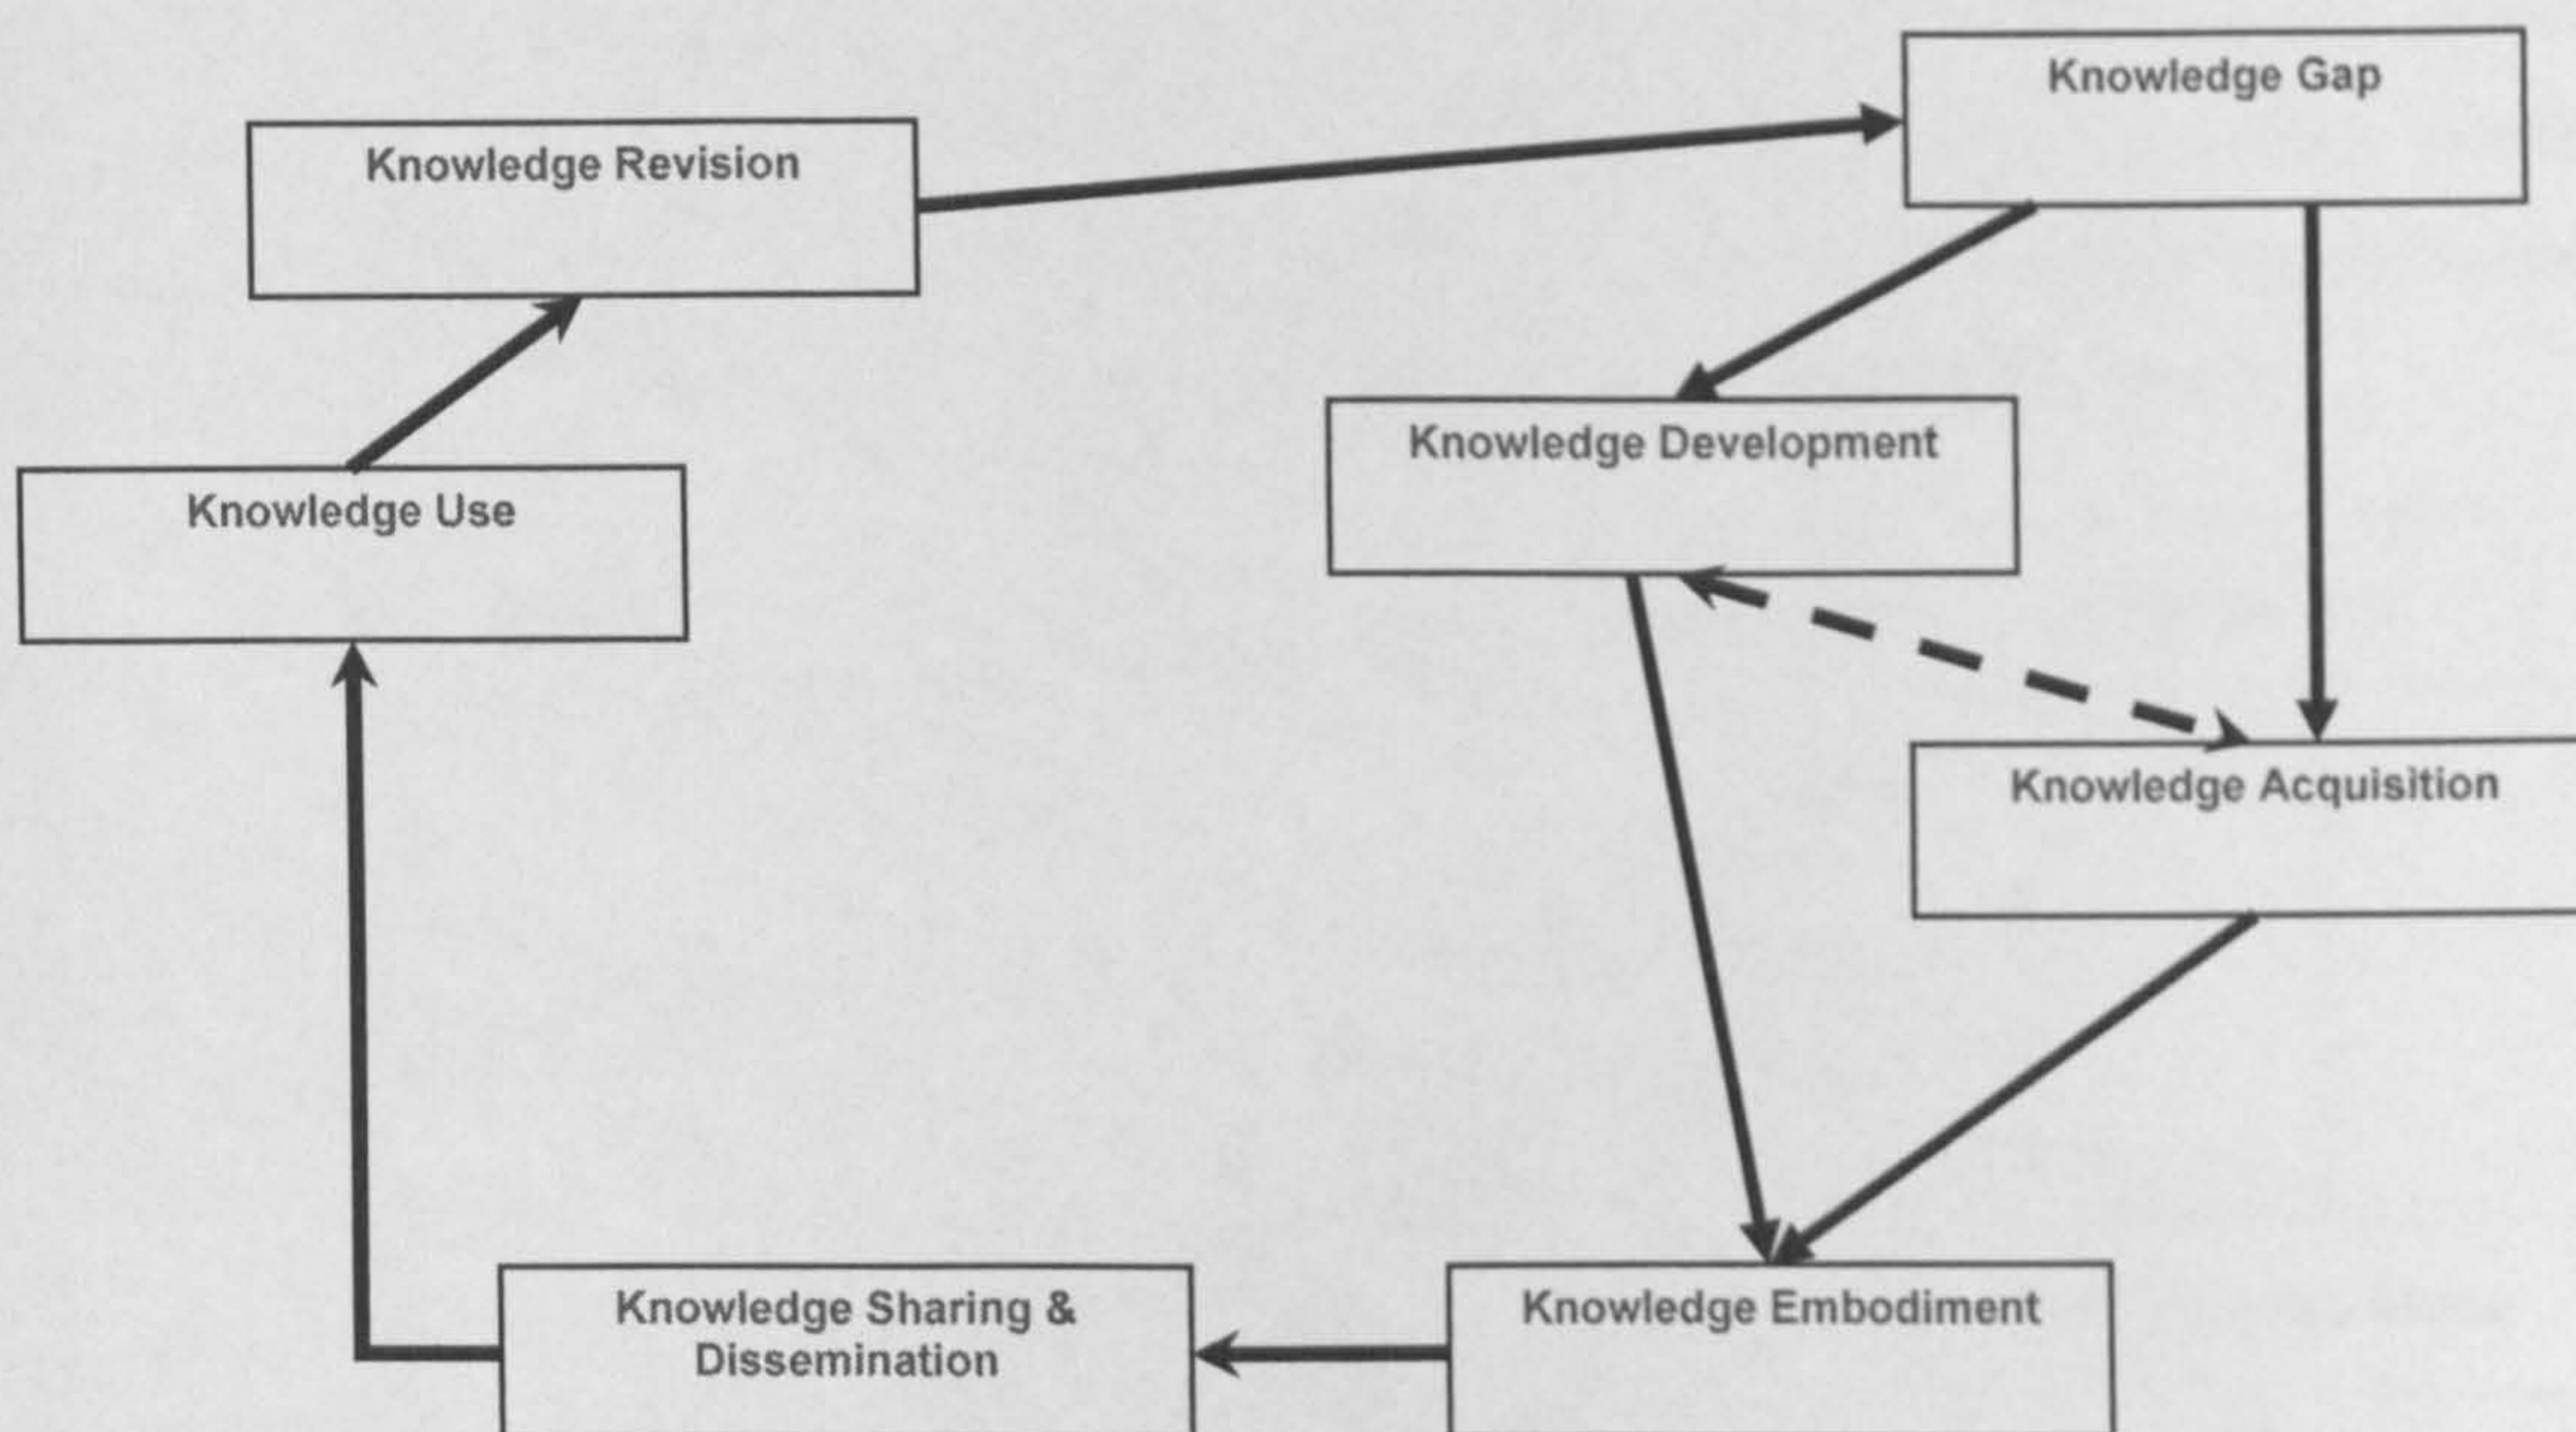 Knowledge Gap
Knowledge Revision
Knowledge Development
Knowledge Use
Knowledge Acquisition
Knowledge Sharing &
Dissemination
Knowledge Embodiment